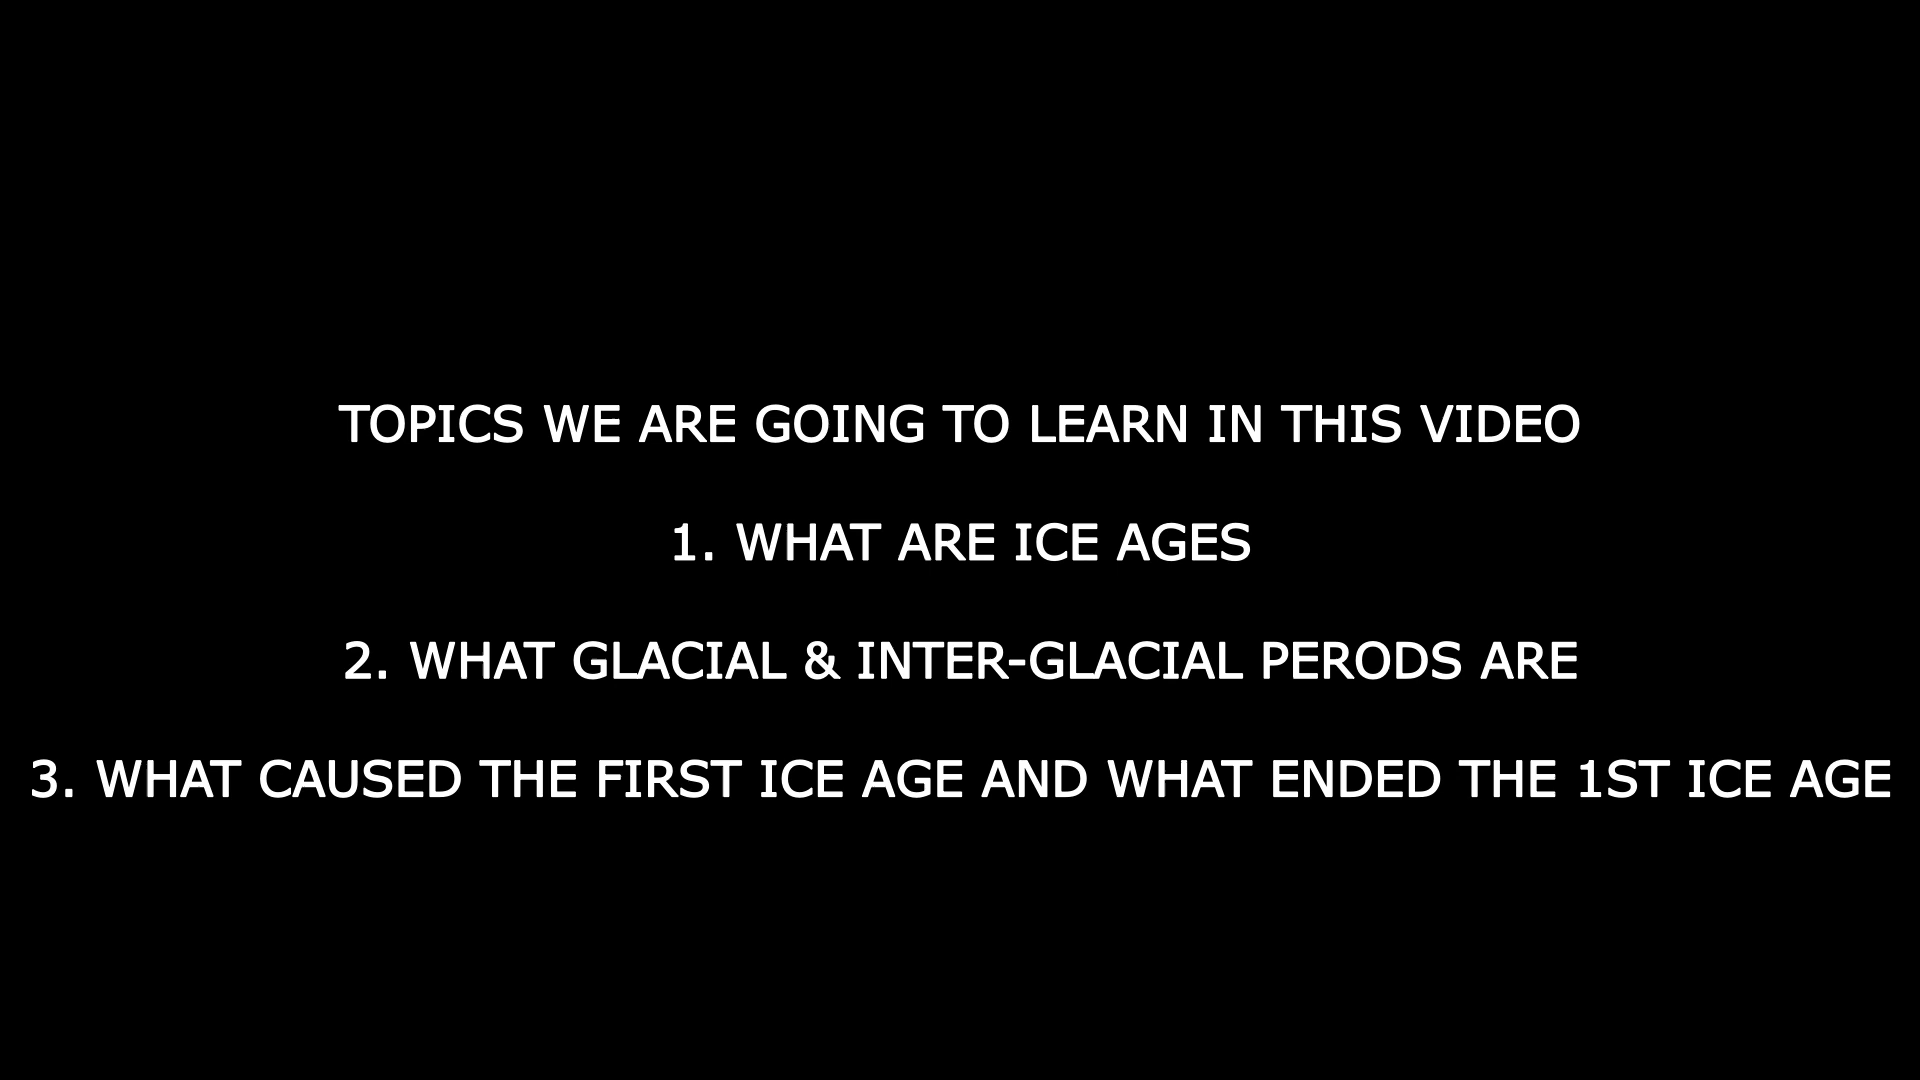 TOPICS WE ARE GOING TO LEARN IN THIS VIDEO
1. WHAT ARE ICE AGES
2. WHAT GLACIAL & INTER-GLACIAL PERODS ARE
3. WHAT CAUSED THE FIRST ICE AGE AND WHAT ENDED THE 1ST ICE AGE